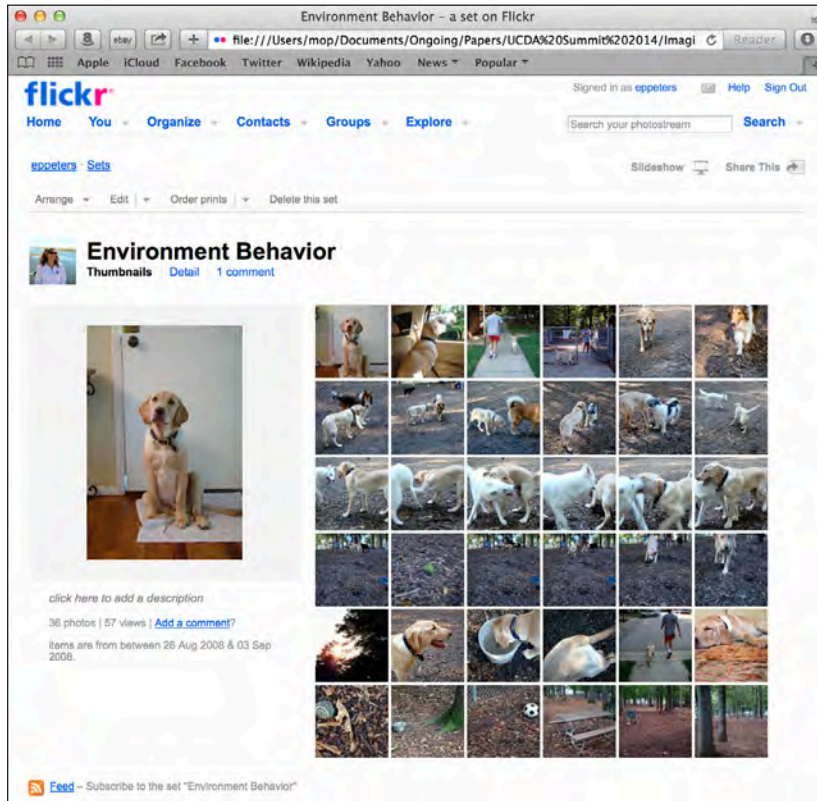 Environment Behavior – a set on Flickr
ebay + file:///Users/mop/Documents/Ongoing/Papers/UCDA%20Summit%202014/Imagi Reader
Apple iCloud Facebook Twitter Wikipedia Yahoo News Popular
flickr
Signed in as eppeters Help Sign Out
Home You Organize Contacts Groups Explore Search your photostream Search
eppeters · Sets
Slideshow Share This
Arrange Edit Order prints Delete this set
Environment Behavior
Thumbnails Detail 1 comment
click here to add a description
36 photos | 57 views | Add a comment?
items are from between 26 Aug 2008 & 03 Sep
2008.
Feed – Subscribe to the set "Environment Behavior"